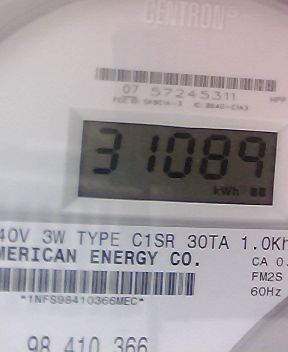 CENTRON®
07 57245311
31089
kWh
40V 3W TYPE C1SR 30TA 1.0Kh
CA 0.
MERICAN ENERGY CO.
FM2S
60Hz
*1NFS98410366MEC*
98 410 366